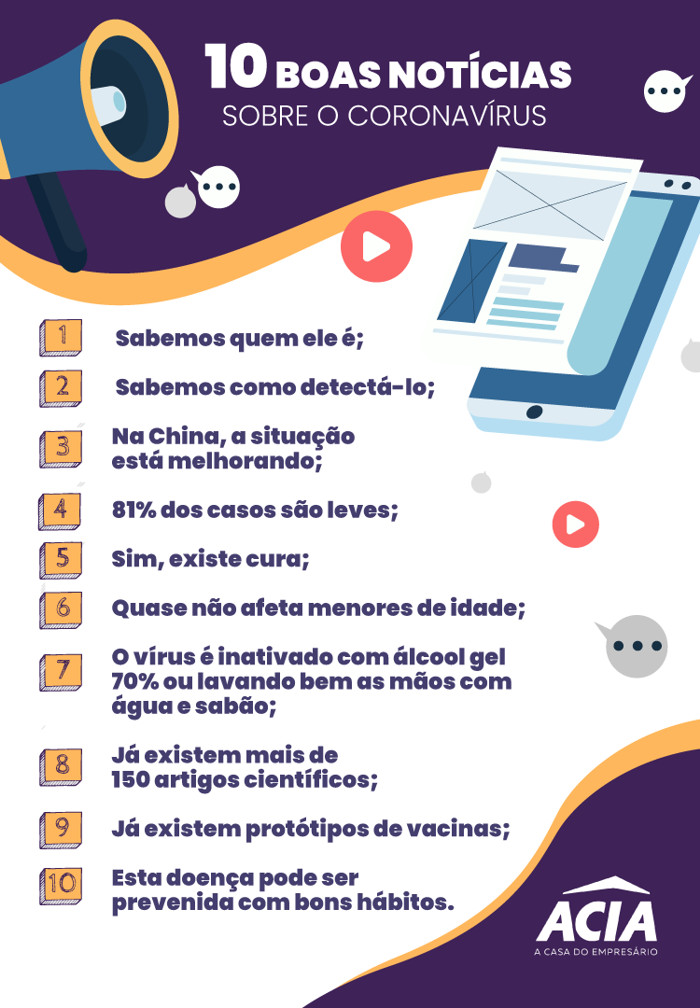 10 BOAS NOTÍCIAS
SOBRE O CORONAVÍRUS
1 Sabemos quem ele é;
2 Sabemos como detectá-lo;
3 Na China, a situação
está melhorando;
4 81% dos casos são leves;
5 Sim, existe cura;
6 Quase não afeta menores de idade;
7 O vírus é inativado com álcool gel
70% ou lavando bem as mãos com
água e sabão;
8 Já existem mais de
150 artigos científicos;
9 Já existem protótipos de vacinas;
10 Esta doença pode ser
prevenida com bons hábitos.
ACIA
A CASA DO EMPRESÁRIO